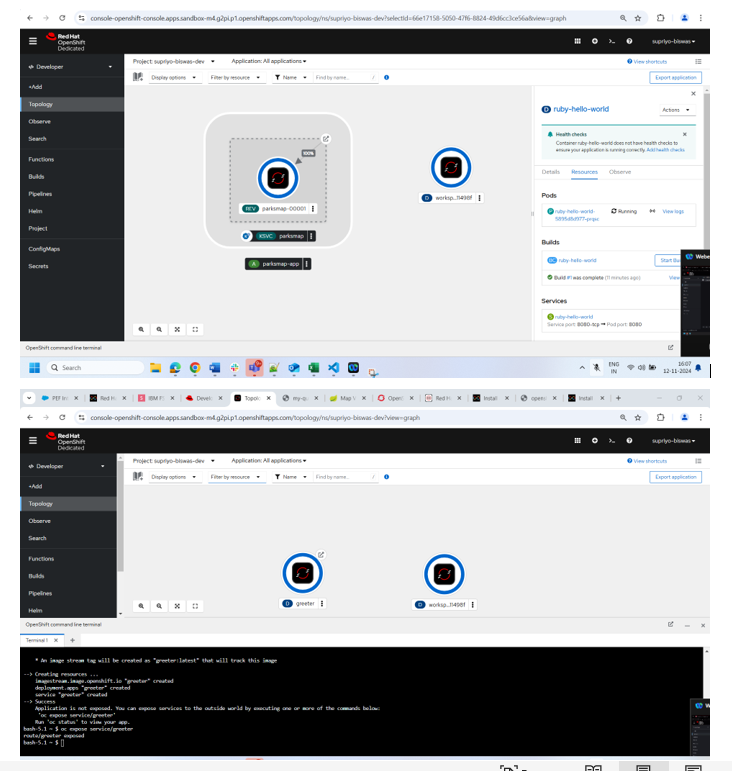 console-openshift-console.apps.sandbox-m4.g2pi.p1.openshiftapps.com/topology/ns/supriyo-biswas-dev?selectId=66e17158-5050-47f6-8824-49d6cc3ce56a&view=graph
Red Hat
OpenShift
Dedicated
supriyo-biswas
Developer
Project: supriyo-biswas-dev
Application: All applications
View shortcuts
Display options
Filter by resource
Name
Find by name...
/
Export application
+Add
Topology
Observe
Search
Functions
Builds
Pipelines
Helm
Project
ConfigMaps
Secrets
100%
REV parksmap-00001
KSVC parksmap
A parksmap-app
D worksp...f1498f
D ruby-hello-world
Actions
Health checks
Container ruby-hello-world does not have health checks to
ensure your application is running correctly. Add health checks
Details Resources Observe
Pods
P ruby-hello-world-
Running
View logs
Builds
BC ruby-hello-world
Start Bu
Build #1 was complete (11 minutes ago)
View
Services
S ruby-hello-world
Service port: 8080-tcp → Pod port: 8080
Webe
OpenShift command line terminal
Search
ENG
IN
16:07
12-11-2024
Red H
IBM F
Develo
Topolo
Map V
Open
Red H
Install
openc
Install
console-openshift-console.apps.sandbox-m4.g2pi.p1.openshiftapps.com/topology/ns/supriyo-biswas-dev?view=graph
Red Hat
OpenShift
Dedicated
supriyo-biswas
Developer
Project: supriyo-biswas-dev
Application: All applications
View shortcuts
Display options
Filter by resource
Name
Find by name...
/
Export application
+Add
Topology
Observe
Search
Functions
Builds
Pipelines
Helm
D greeter
OpenShift command line terminal
Terminal 1
* An image stream tag will be created as "greeter:latest" that will track this image
--> Creating resources ...
imagestream.image.openshift.io "greeter" created
deployment.apps "greeter" created
service "greeter" created
--> Success
Application is not exposed. You can expose services to the outside world by executing one or more of the commands below:
'oc expose service/greeter'
Run 'oc status' to view your app.
bash-5.1 ~ $ oc expose service/greeter
route/greeter exposed
bash-5.1 ~ $